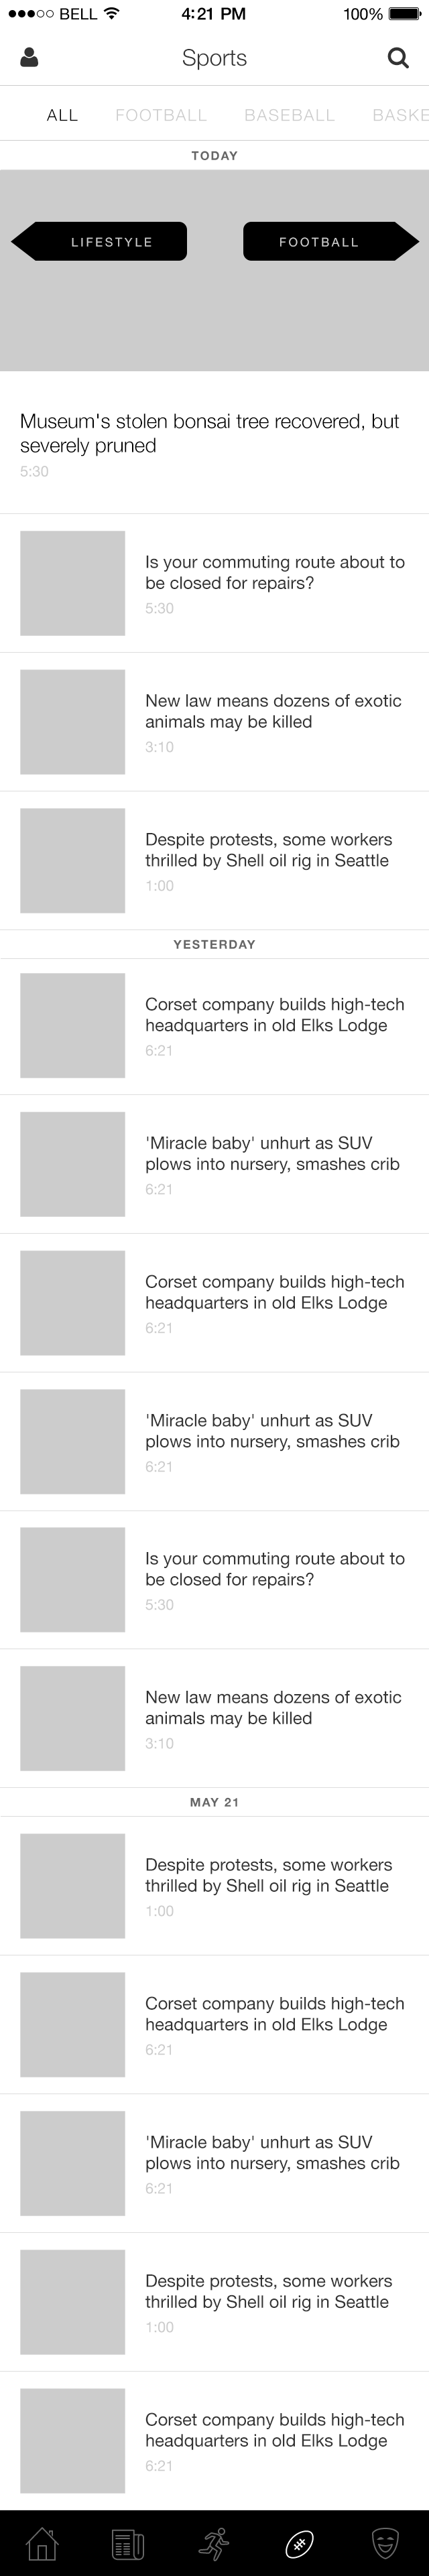 BELL 4:21 PM 100%
Sports
ALL FOOTBALL BASEBALL BASKE
TODAY
LIFESTYLE FOOTBALL
Museum's stolen bonsai tree recovered, but
severely pruned
5:30
Is your commuting route about to
be closed for repairs?
5:30
New law means dozens of exotic
animals may be killed
3:10
Despite protests, some workers
thrilled by Shell oil rig in Seattle
1:00
YESTERDAY
Corset company builds high-tech
headquarters in old Elks Lodge
6:21
'Miracle baby' unhurt as SUV
plows into nursery, smashes crib
6:21
Corset company builds high-tech
headquarters in old Elks Lodge
6:21
'Miracle baby' unhurt as SUV
plows into nursery, smashes crib
6:21
Is your commuting route about to
be closed for repairs?
5:30
New law means dozens of exotic
animals may be killed
3:10
MAY 21
Despite protests, some workers
thrilled by Shell oil rig in Seattle
1:00
Corset company builds high-tech
headquarters in old Elks Lodge
6:21
'Miracle baby' unhurt as SUV
plows into nursery, smashes crib
6:21
Despite protests, some workers
thrilled by Shell oil rig in Seattle
1:00
Corset company builds high-tech
headquarters in old Elks Lodge
6:21